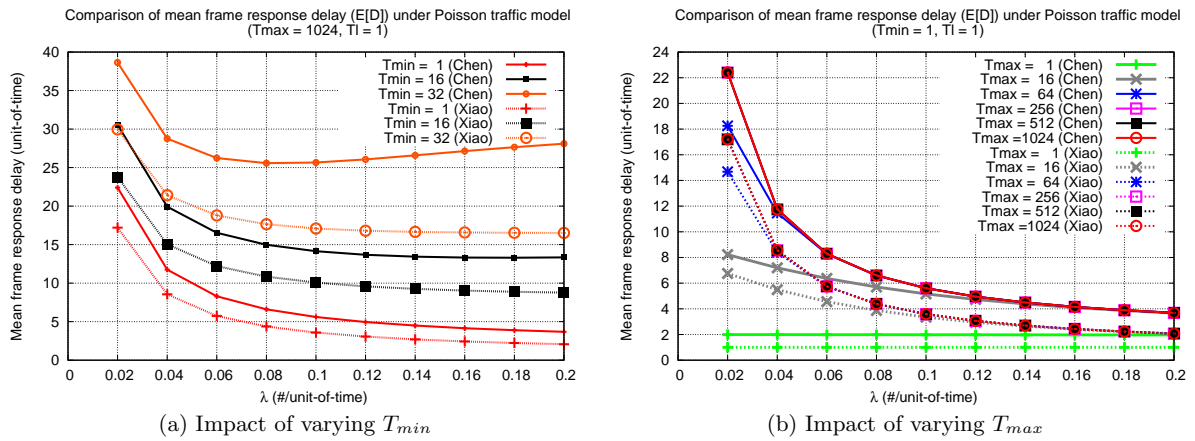 Comparison of mean frame response delay (E[D]) under Poisson traffic model
(Tmax = 1024, Tl = 1)
Mean frame response delay (unit-of-time)
40
35
30
25
20
15
10
5
0
Tmin = 1 (Chen)
Tmin = 16 (Chen)
Tmin = 32 (Chen)
Tmin = 1 (Xiao)
Tmin = 16 (Xiao)
Tmin = 32 (Xiao)
0 0.02 0.04 0.06 0.08 0.1 0.12 0.14 0.16 0.18 0.2
λ (#/unit-of-time)
(a) Impact of varying Tmin
Comparison of mean frame response delay (E[D]) under Poisson traffic model
(Tmin = 1, Tl = 1)
Mean frame response delay (unit-of-time)
24
22
20
18
16
14
12
10
8
6
4
2
0
Tmax = 1 (Chen)
Tmax = 16 (Chen)
Tmax = 64 (Chen)
Tmax = 256 (Chen)
Tmax = 512 (Chen)
Tmax =1024 (Chen)
Tmax = 1 (Xiao)
Tmax = 16 (Xiao)
Tmax = 64 (Xiao)
Tmax = 256 (Xiao)
Tmax = 512 (Xiao)
Tmax =1024 (Xiao)
0 0.02 0.04 0.06 0.08 0.1 0.12 0.14 0.16 0.18 0.2
λ (#/unit-of-time)
(b) Impact of varying Tmax